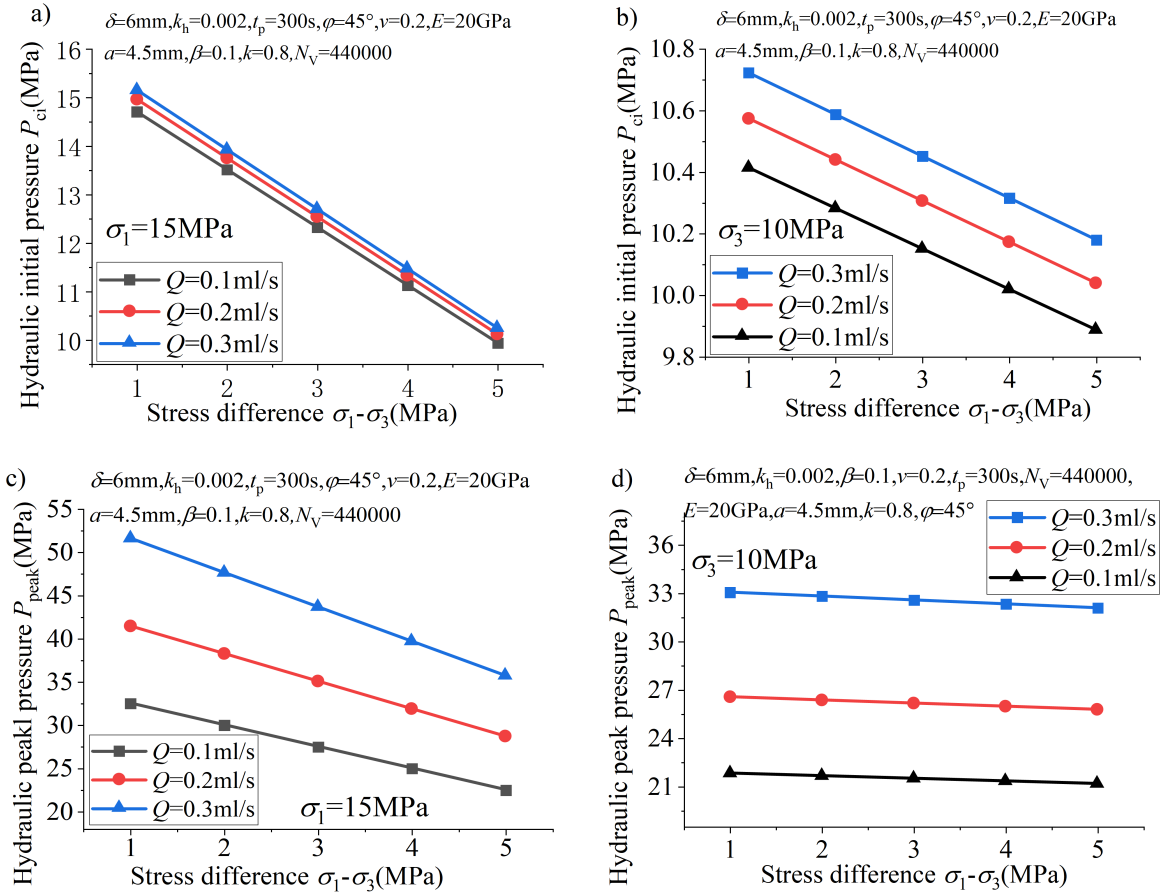 a)
δ=6mm,kh=0.002,tp=300s,φ=45°,ν=0.2,E=20GPa
a=4.5mm,β=0.1,k=0.8,NV=440000
Hydraulic initial pressure Pci(MPa)
16
15
14
13
12
11
10
σ1=15MPa
Q=0.1ml/s
Q=0.2ml/s
Q=0.3ml/s
1 2 3 4 5
Stress difference σ1-σ3(MPa)
b)
δ=6mm,kh=0.002,tp=300s,φ=45°,ν=0.2,E=20GPa
a=4.5mm,β=0.1,k=0.8,NV=440000
Hydraulic initial pressure Pci(MPa)
10.8
10.6
10.4
10.2
10.0
9.8
σ3=10MPa
Q=0.3ml/s
Q=0.2ml/s
Q=0.1ml/s
1 2 3 4 5
Stress difference σ1-σ3(MPa)
c)
δ=6mm,kh=0.002,tp=300s,φ=45°,ν=0.2,E=20GPa
a=4.5mm,β=0.1,k=0.8,NV=440000
Hydraulic peakl pressure Ppeak(MPa)
55
50
45
40
35
30
25
20
Q=0.1ml/s
Q=0.2ml/s
Q=0.3ml/s
σ1=15MPa
1 2 3 4 5
Stress difference σ1-σ3(MPa)
d)
δ=6mm,kh=0.002,β=0.1,ν=0.2,tp=300s,NV=440000,
E=20GPa,a=4.5mm,k=0.8,φ=45°
Hydraulic peak pressure Ppeak(MPa)
36
33
30
27
24
21
σ3=10MPa
Q=0.3ml/s
Q=0.2ml/s
Q=0.1ml/s
1 2 3 4 5
Stress difference σ1-σ3(MPa)